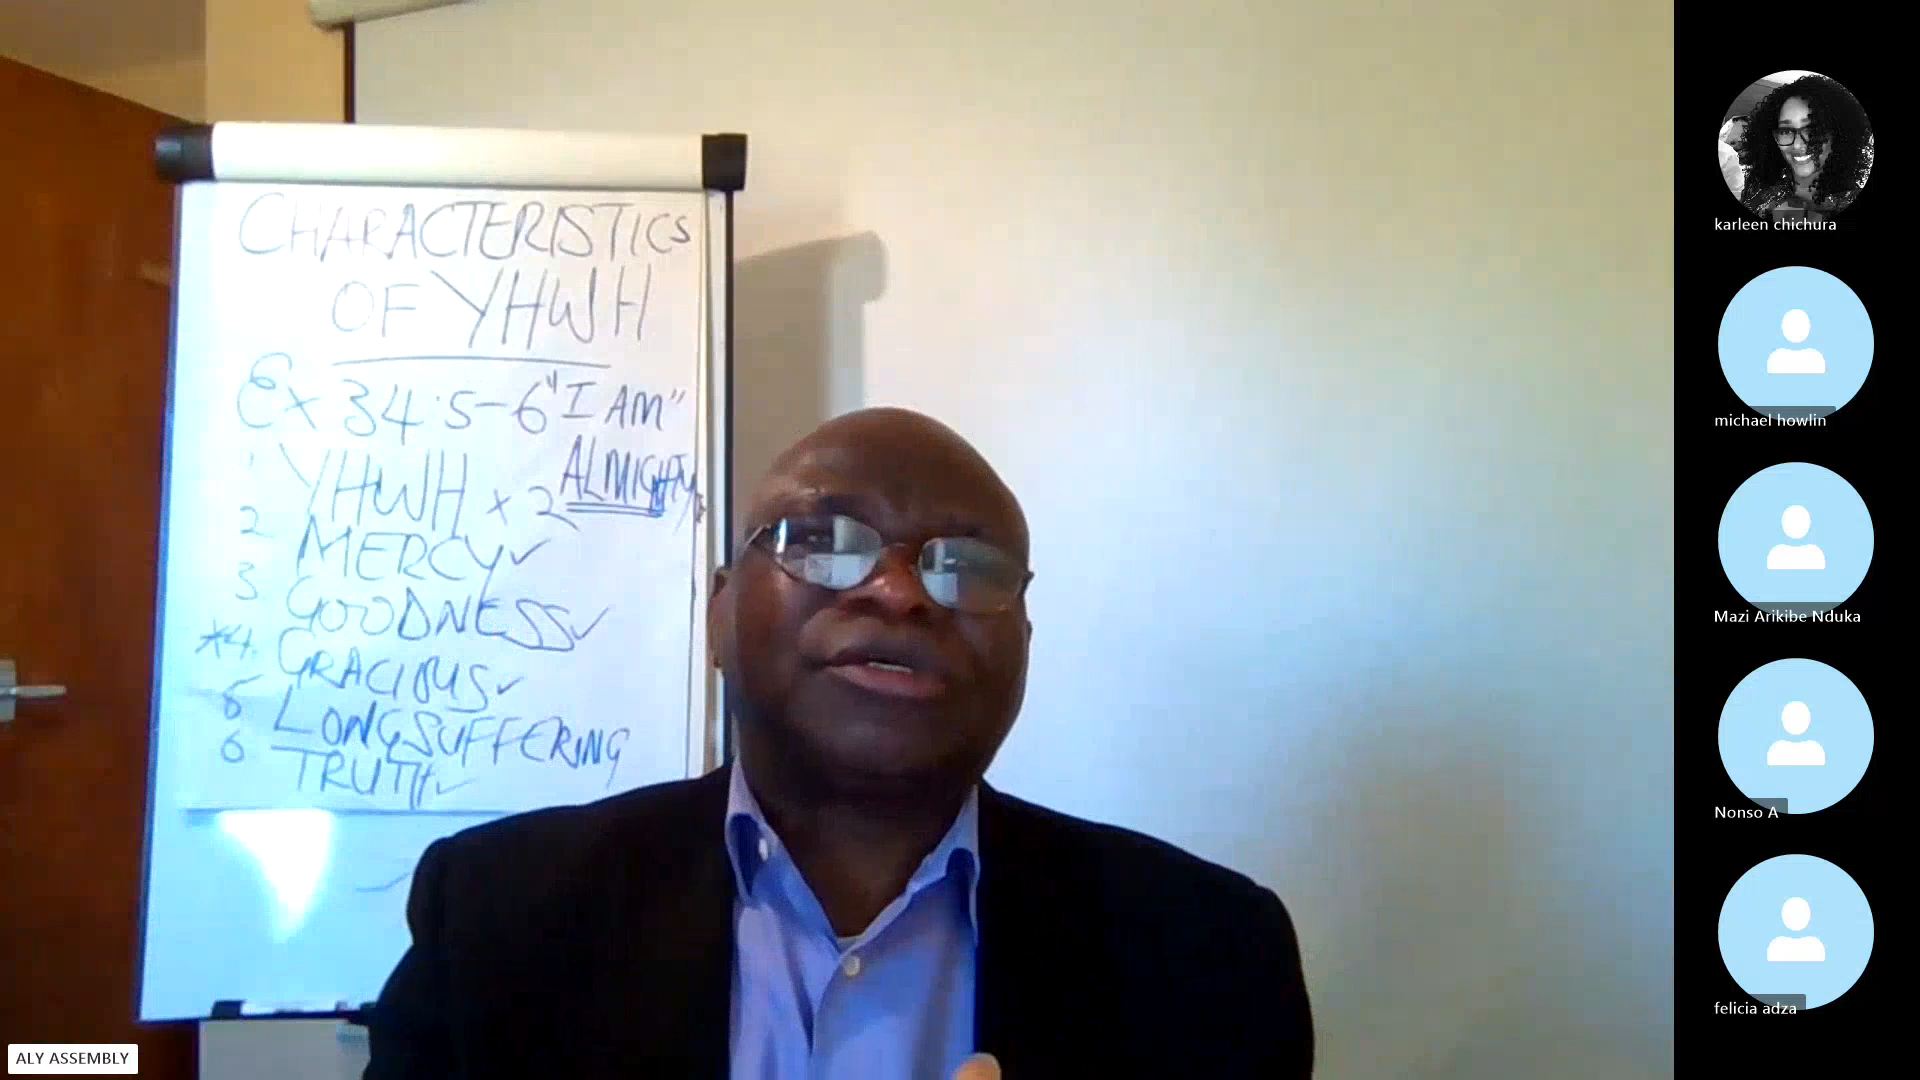 CHARACTERISTICS
OF YHWH
Ex 34:5-6 "I AM"
1 YHWH x 2 ALMIGHTY
2 MERCY ✓
3 GOODNESS ✓
*4. GRACIOUS ✓
5 LONGSUFFERING
6 TRUTH ✓
ALY ASSEMBLY
karleen chichura
michael howlin
Mazi Arikibe Nduka
Nonso A
felicia adza